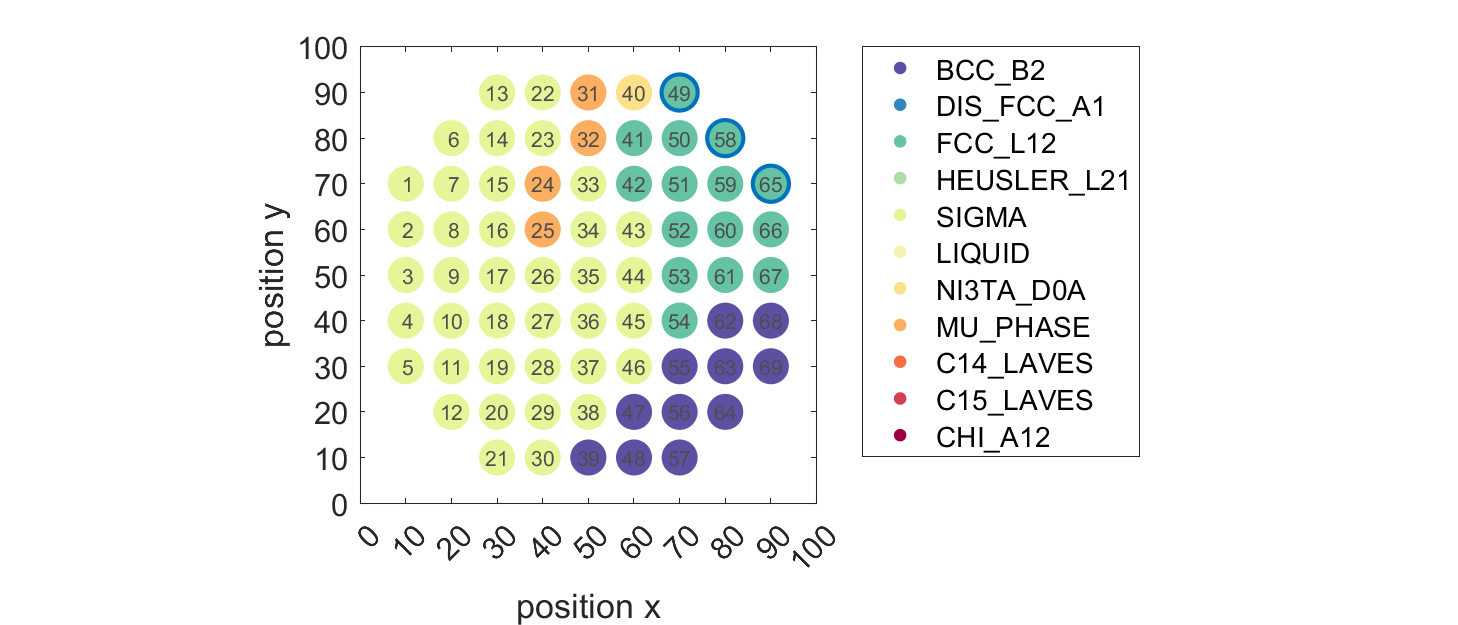 100
90
80
70
60
50
40
30
20
10
0
13 22 31 40 49
6 14 23 32 41 50 58
1 7 15 24 33 42 51 59 65
2 8 16 25 34 43 52 60 66
3 9 17 26 35 44 53 61 67
4 10 18 27 36 45 54 62 68
5 11 19 28 37 46 55 63 69
12 20 29 38 47 56 64
21 30 39 48 57
0 10 20 30 40 50 60 70 80 90 100
position x
position y
BCC_B2
DIS_FCC_A1
FCC_L12
HEUSLER_L21
SIGMA
LIQUID
NI3TA_D0A
MU_PHASE
C14_LAVES
C15_LAVES
CHI_A12